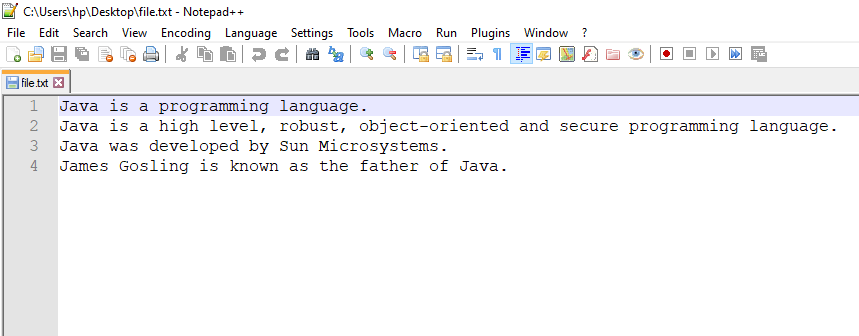 C:\Users\hp\Desktop\file.txt - Notepad++
File Edit Search View Encoding Language Settings Tools Macro Run Plugins Window ?
file.txt
1 Java is a programming language.
2 Java is a high level, robust, object-oriented and secure programming language.
3 Java was developed by Sun Microsystems.
4 James Gosling is known as the father of Java.